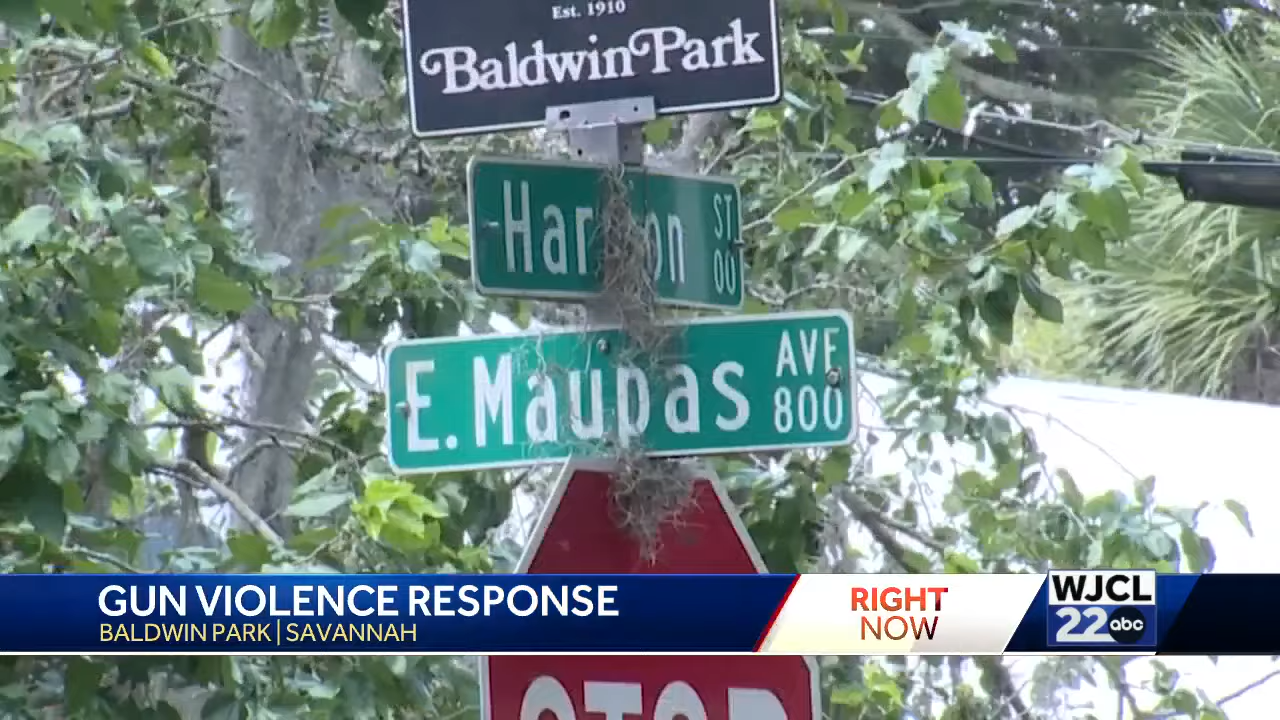 Est. 1910
Baldwin Park
ST
00
E. Maupas AVE
800
STOP
GUN VIOLENCE RESPONSE
BALDWIN PARK | SAVANNAH
RIGHT
NOW
WJCL
22 abc